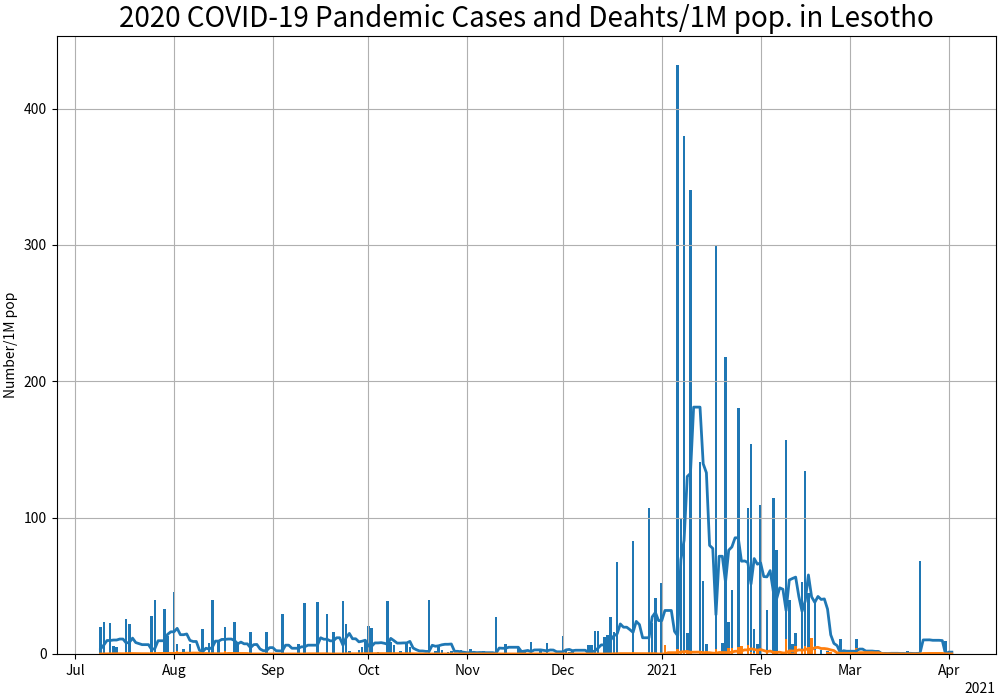 2020 COVID-19 Pandemic Cases and Deahts/1M pop. in Lesotho
Number/1M pop
400
300
200
100
0
Jul Aug Sep Oct Nov Dec 2021 Feb Mar Apr
2021